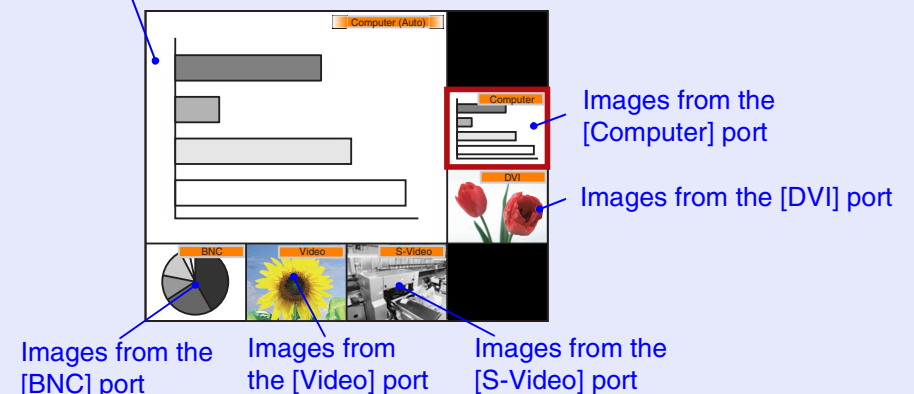 Computer (Auto)
Computer
Images from the
[Computer] port
DVI
Images from the [DVI] port
BNC
Video
S-Video
Images from the
[BNC] port
Images from
the [Video] port
Images from the
[S-Video] port